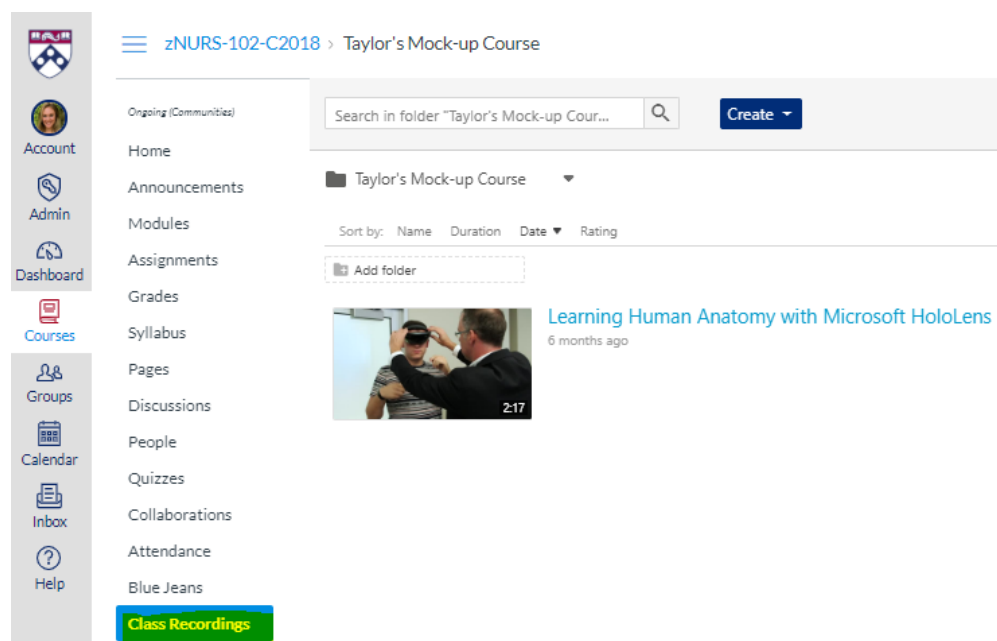 zNURS-102-C2018 › Taylor's Mock-up Course
Account
Admin
Dashboard
Courses
Groups
Calendar
Inbox
Help
Ongoing (Communities)
Home
Announcements
Modules
Assignments
Grades
Syllabus
Pages
Discussions
People
Quizzes
Collaborations
Attendance
Blue Jeans
Class Recordings
Search in folder "Taylor's Mock-up Cour...
Create
Taylor's Mock-up Course
Sort by: Name Duration Date Rating
Add folder
2:17
Learning Human Anatomy with Microsoft HoloLens
6 months ago